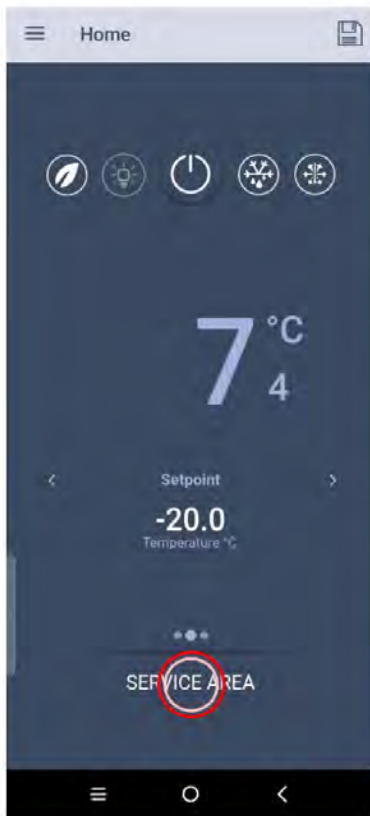 Home
7 °C
4
Setpoint
-20.0
Temperature °C
SERVICE AREA